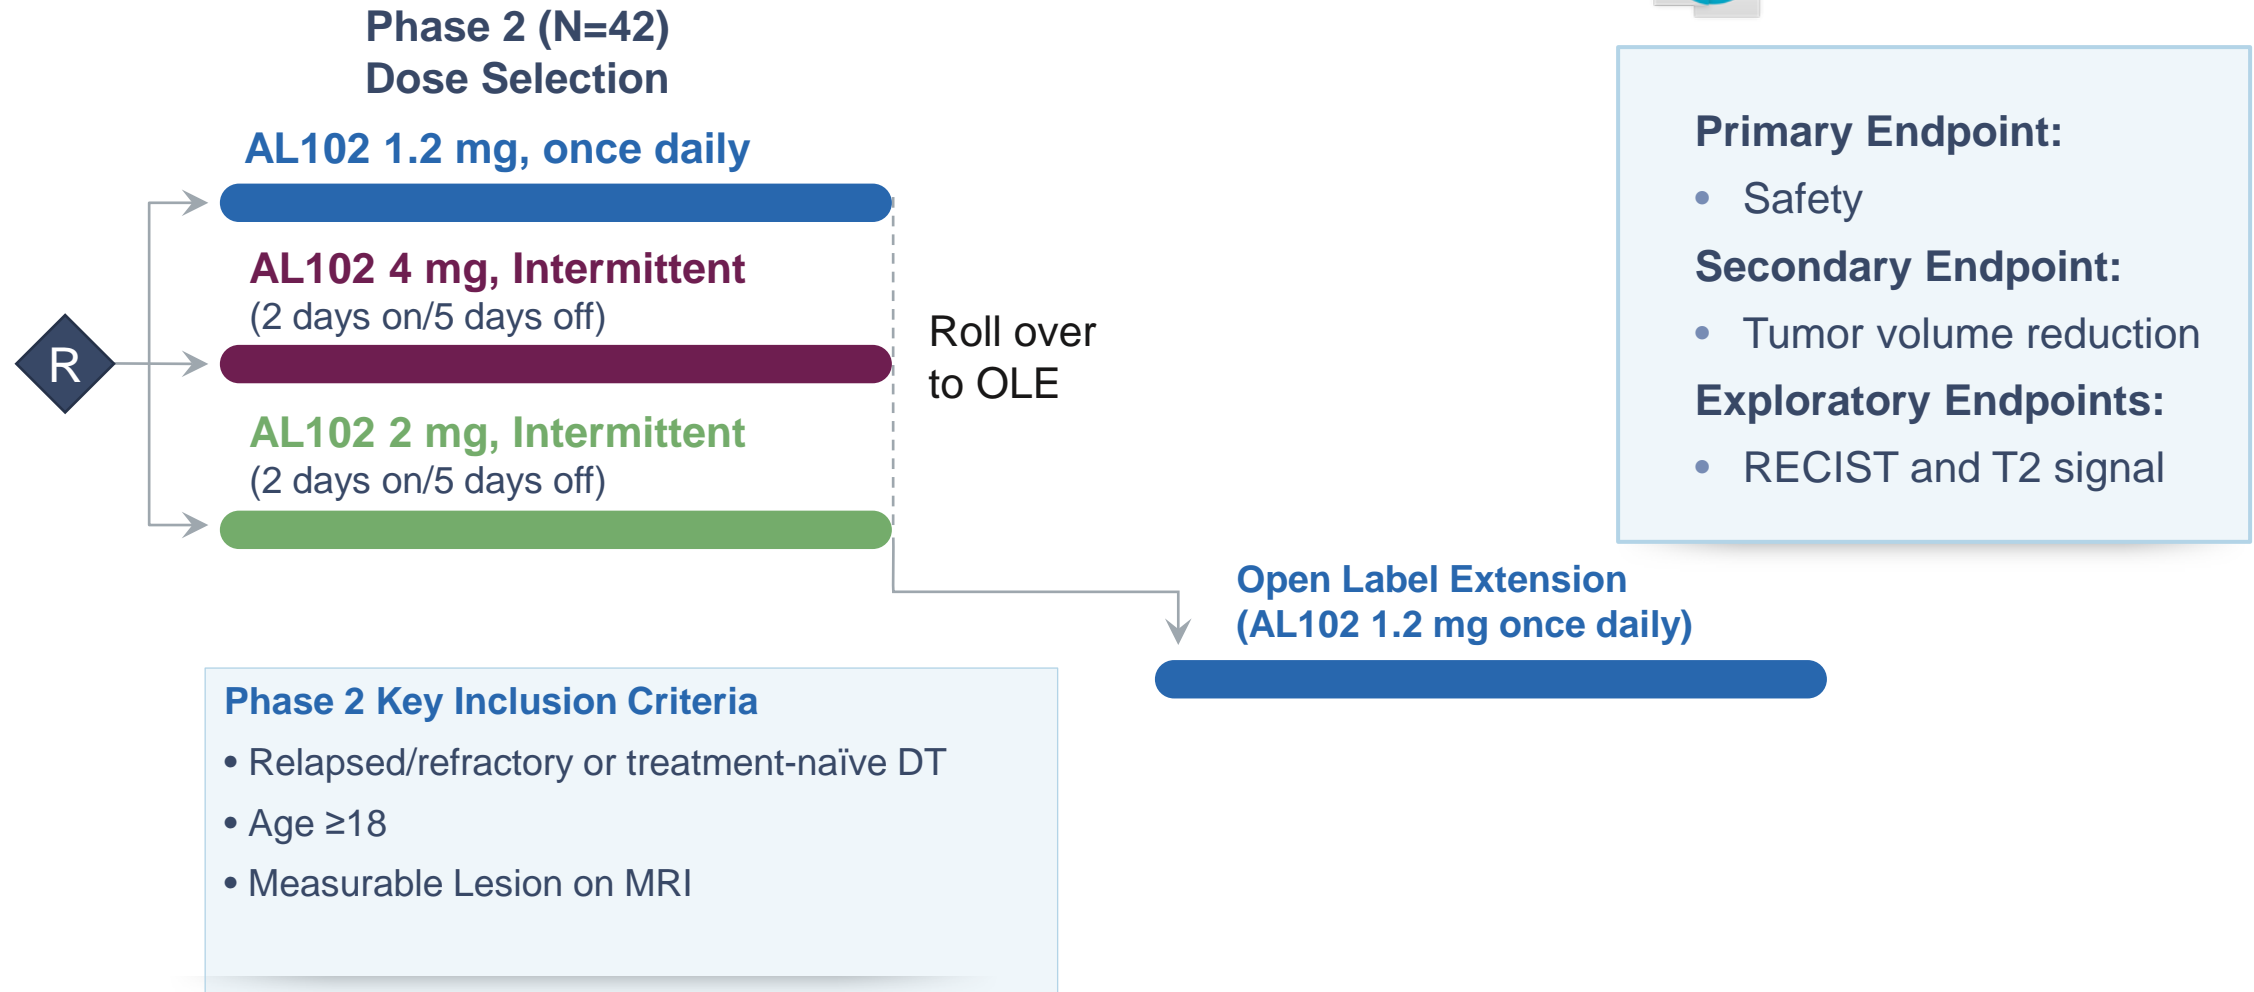 Phase 2 (N=42)
Dose Selection
AL102 1.2 mg, once daily
AL102 4 mg, Intermittent
(2 days on/5 days off)
R
AL102 2 mg, Intermittent
(2 days on/5 days off)
Roll over
to OLE
Primary Endpoint:
• Safety
Secondary Endpoint:
• Tumor volume reduction
Exploratory Endpoints:
• RECIST and T2 signal
Open Label Extension
(AL102 1.2 mg once daily)
Phase 2 Key Inclusion Criteria
• Relapsed/refractory or treatment-naïve DT
• Age ≥18
• Measurable Lesion on MRI